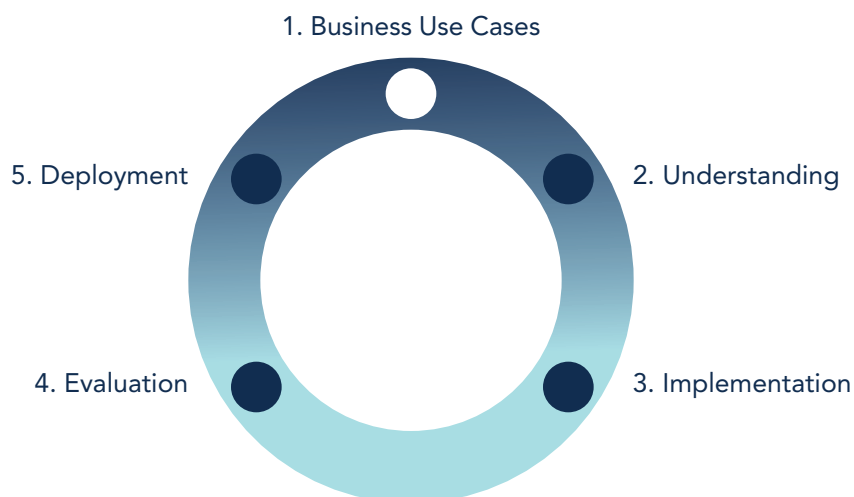 1. Business Use Cases
5. Deployment
2. Understanding
4. Evaluation
3. Implementation